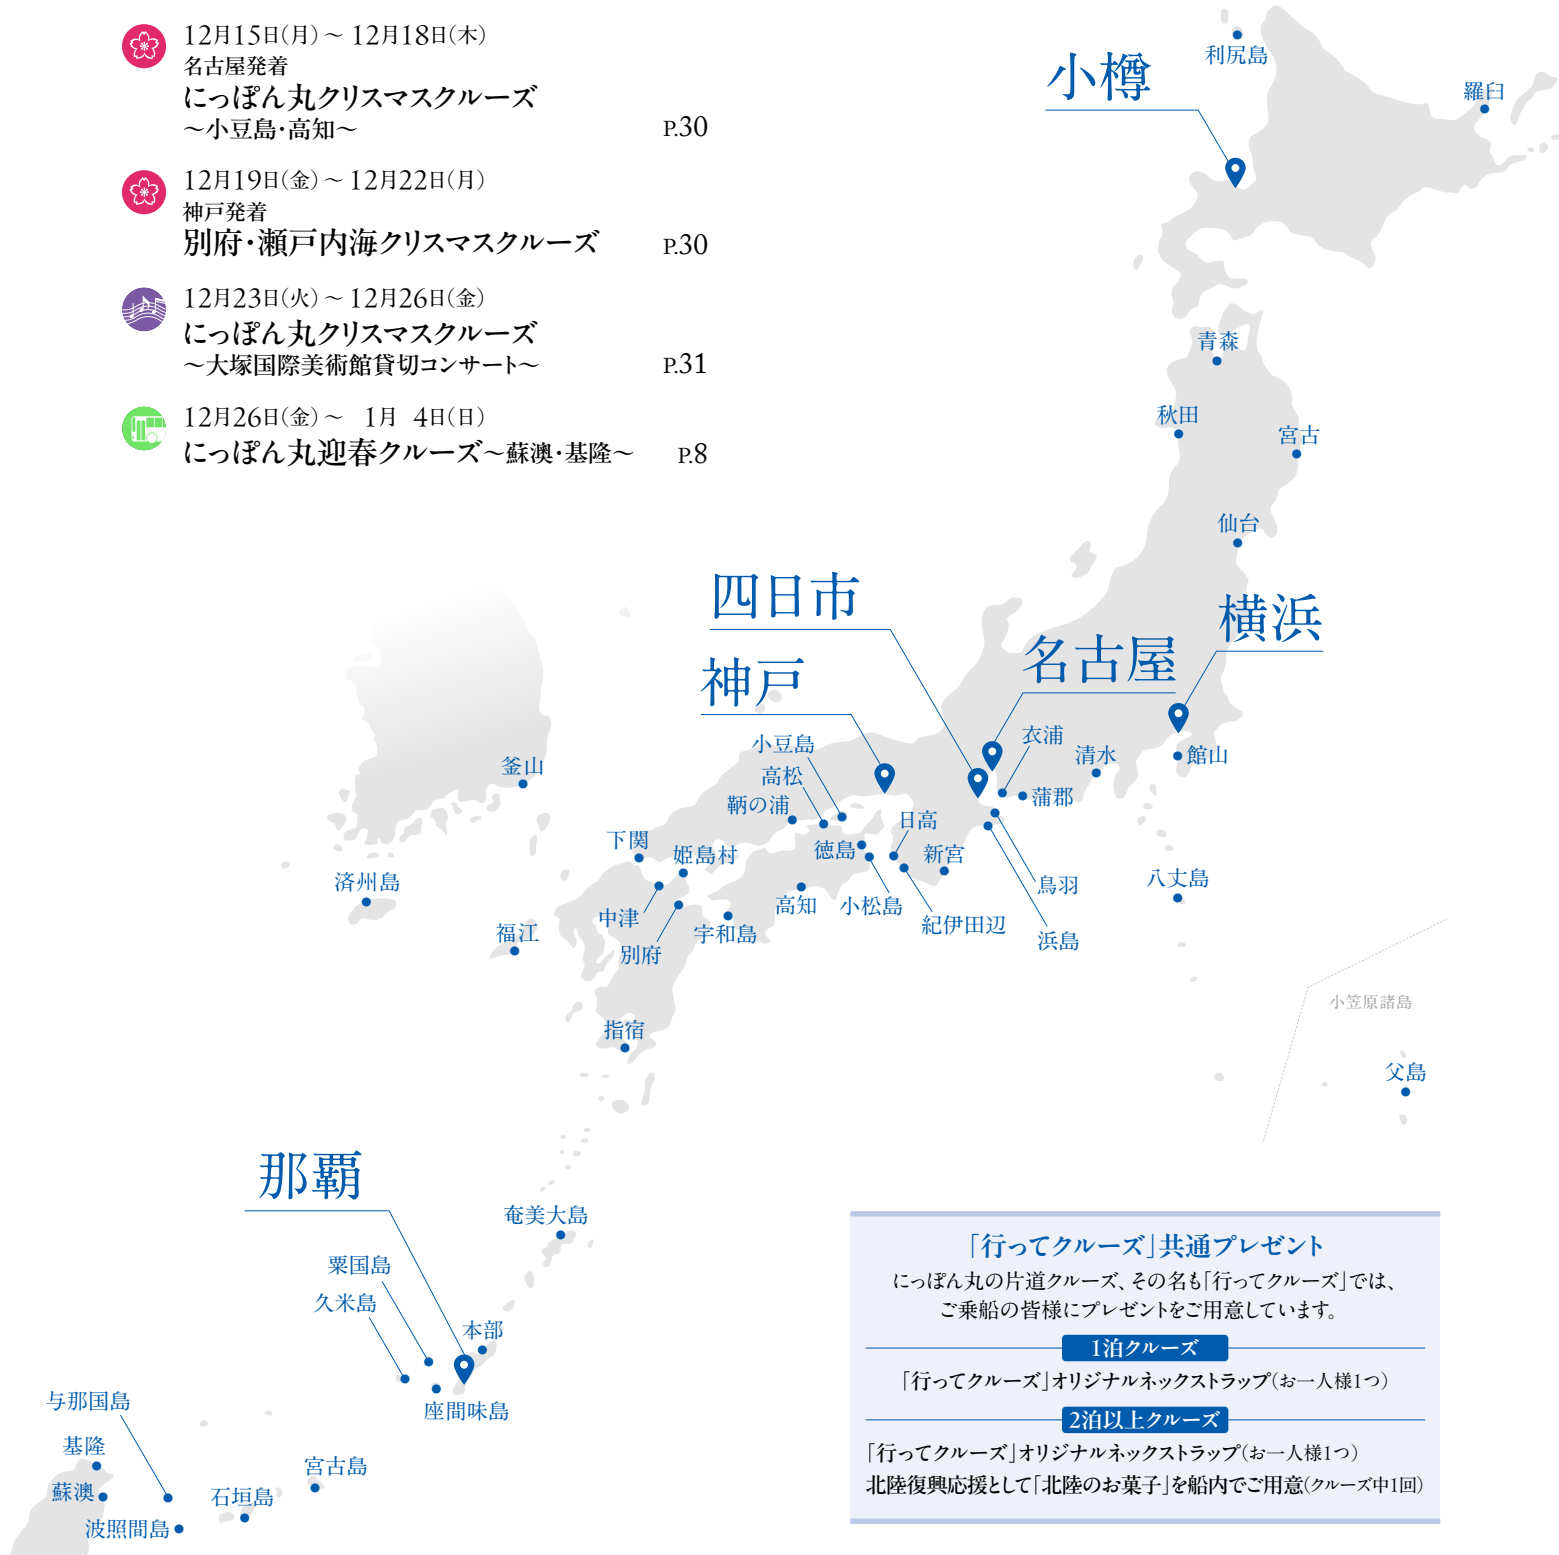 12月15日(月)～12月18日(木)
名古屋発着
にっぽん丸クリスマスクルーズ
～小豆島・高知～ P.30
12月19日(金)～12月22日(月)
神戸発着
別府・瀬戸内海クリスマスクルーズ P.30
12月23日(火)～12月26日(金)
にっぽん丸クリスマスクルーズ
～大塚国際美術館貸切コンサート～ P.31
12月26日(金)～ 1月 4日(日)
にっぽん丸迎春クルーズ～蘇澳・基隆～ P.8
利尻島
小樽
羅臼
青森
秋田
宮古
仙台
四日市
横浜
名古屋
神戸
衣浦
小豆島
清水
館山
釜山
高松
鞆の浦
蒲郡
日高
下関
姫島村
徳島
新宮
済州島
鳥羽
八丈島
中津
高知
小松島
紀伊田辺
福江
宇和島
別府
浜島
小笠原諸島
指宿
父島
那覇
奄美大島
粟国島
久米島
本部
座間味島
与那国島
基隆
宮古島
蘇澳
石垣島
波照間島
「行ってクルーズ」共通プレゼント
にっぽん丸の片道クルーズ、その名も「行ってクルーズ」では、
ご乗船の皆様にプレゼントをご用意しています。
1泊クルーズ
「行ってクルーズ」オリジナルネックストラップ(お一人様1つ)
2泊以上クルーズ
「行ってクルーズ」オリジナルネックストラップ(お一人様1つ)
北陸復興応援として「北陸のお菓子」を船内でご用意(クルーズ中1回)